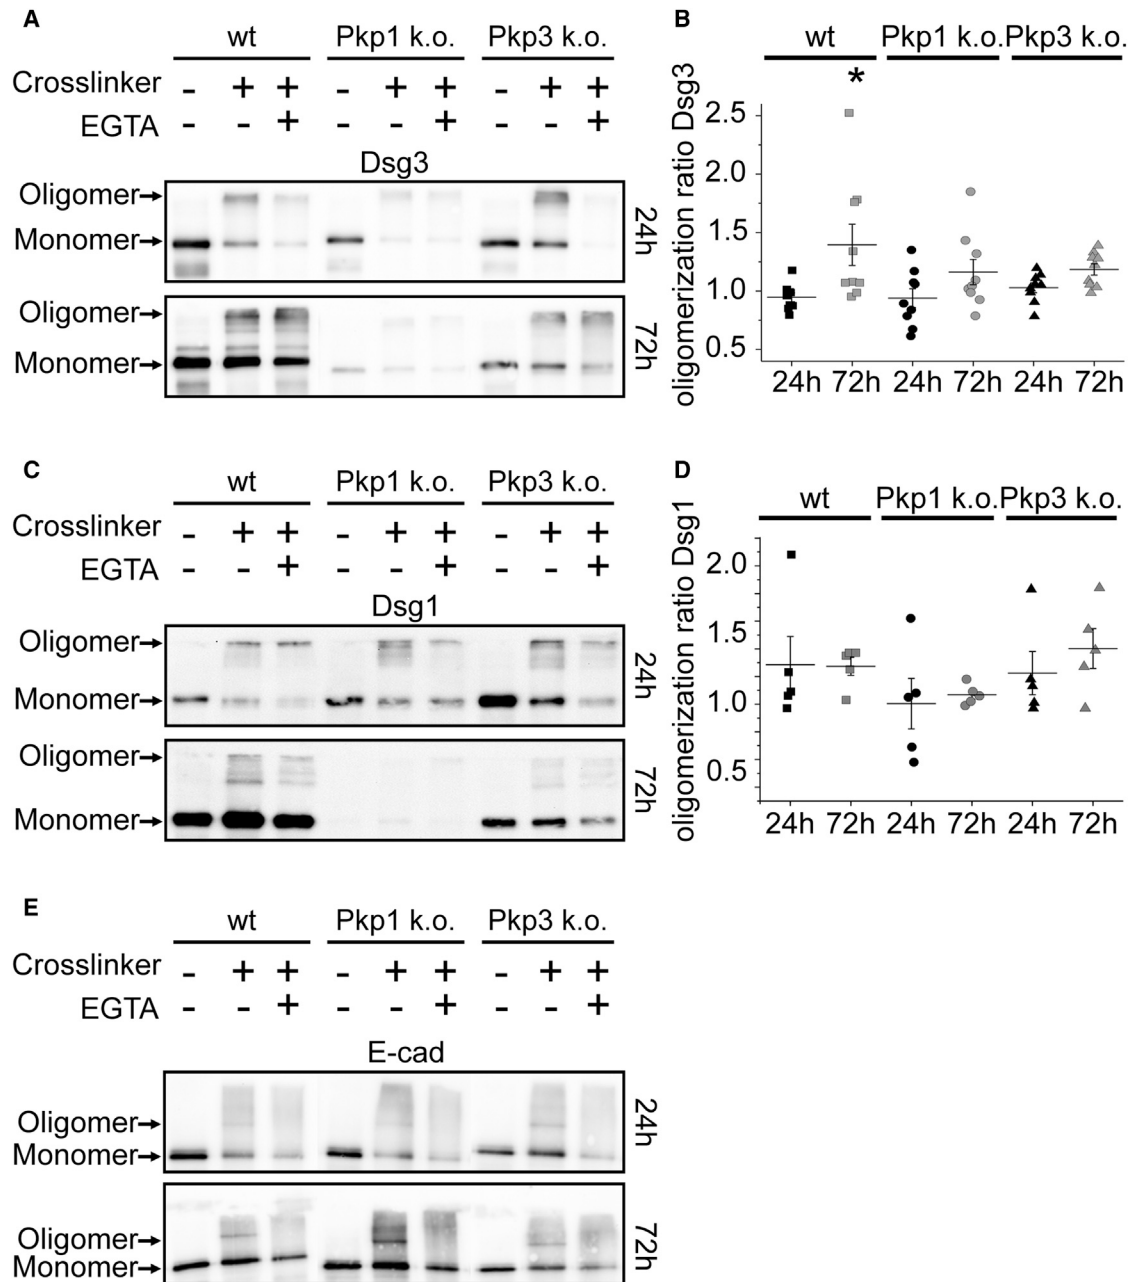 A
wt Pkp1 k.o. Pkp3 k.o.
Crosslinker - + + - + + - + +
EGTA - - + - - + - - +
Dsg3
Oligomer
Monomer
24h
Oligomer
Monomer
72h
B
wt Pkp1 k.o. Pkp3 k.o.
*
oligomerization ratio Dsg3
2.5
2.0
1.5
1.0
0.5
24h 72h 24h 72h 24h 72h
C
wt Pkp1 k.o. Pkp3 k.o.
Crosslinker - + + - + + - + +
EGTA - - + - - + - - +
Dsg1
Oligomer
Monomer
24h
Oligomer
Monomer
72h
D
wt Pkp1 k.o. Pkp3 k.o.
oligomerization ratio Dsg1
2.0
1.5
1.0
0.5
24h 72h 24h 72h 24h 72h
E
wt Pkp1 k.o. Pkp3 k.o.
Crosslinker - + + - + + - + +
EGTA - - + - - + - - +
E-cad
Oligomer
Monomer
24h
Oligomer
Monomer
72h